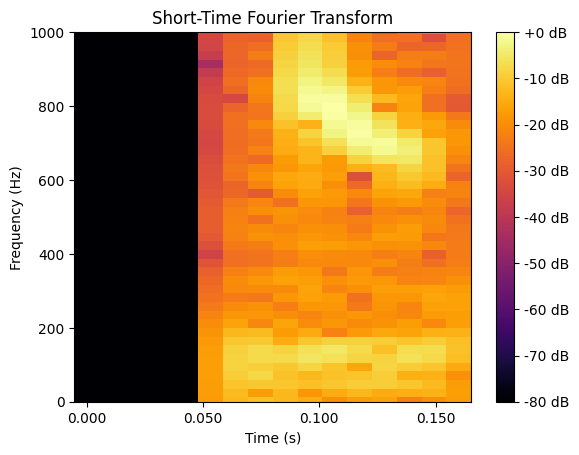 Short-Time Fourier Transform
Frequency (Hz)
1000
800
600
400
200
0
0.000
0.050
0.100
0.150
Time (s)
+0 dB
-10 dB
-20 dB
-30 dB
-40 dB
-50 dB
-60 dB
-70 dB
-80 dB